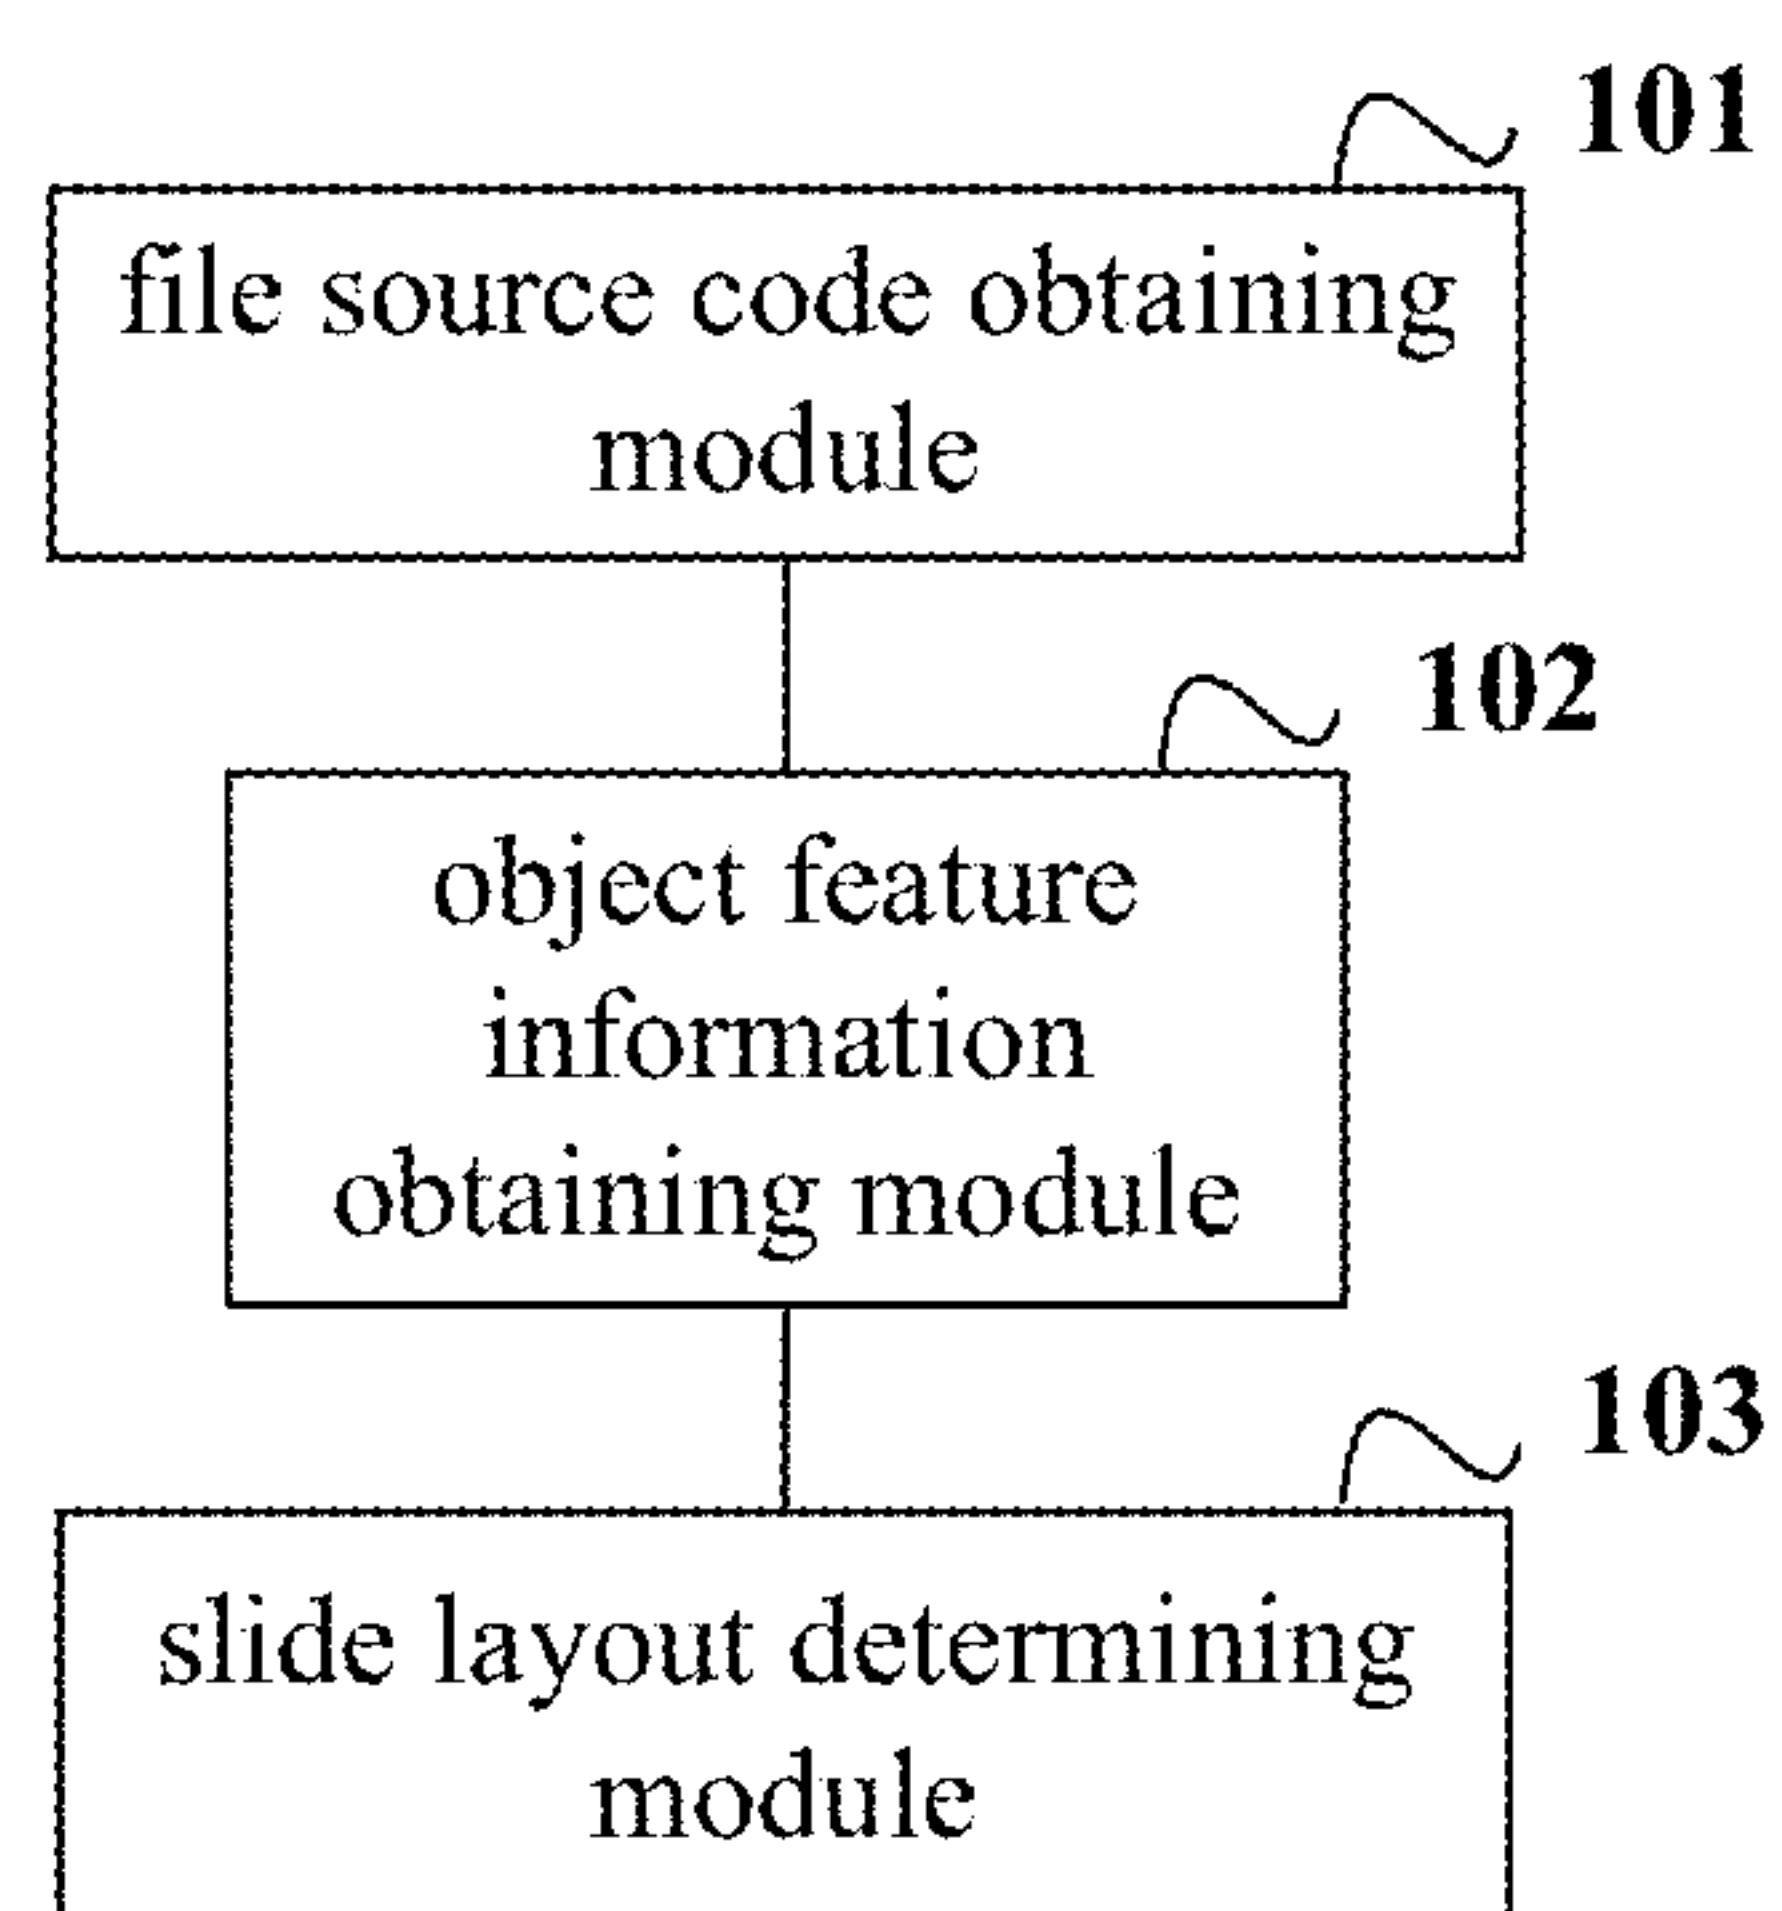 101
file source code obtaining
module
102
object feature
information
obtaining module
103
slide layout determining
module